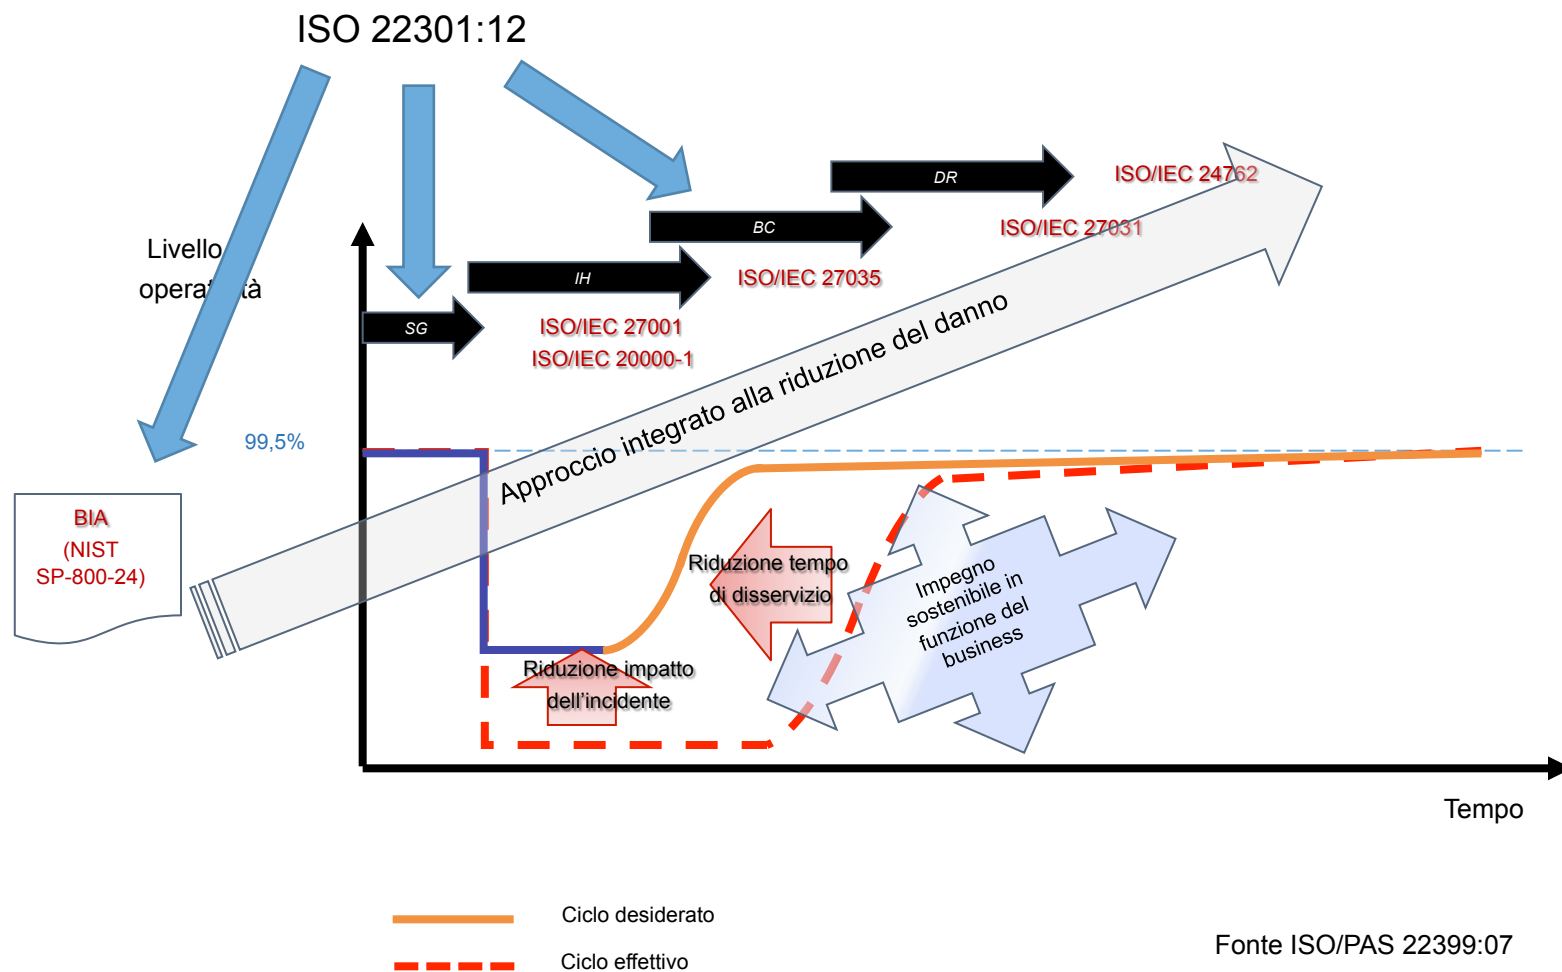 ISO 22301:12
DR
ISO/IEC 24762
BC
ISO/IEC 27031
Livello
operatività
IH
ISO/IEC 27035
SG
ISO/IEC 27001
ISO/IEC 20000-1
Approccio integrato alla riduzione del danno
99,5%
BIA
(NIST
SP-800-24)
Riduzione tempo
di disservizio
Impegno
sostenibile in
funzione del
business
Riduzione impatto
dell’incidente
Tempo
Ciclo desiderato
Ciclo effettivo
Fonte ISO/PAS 22399:07